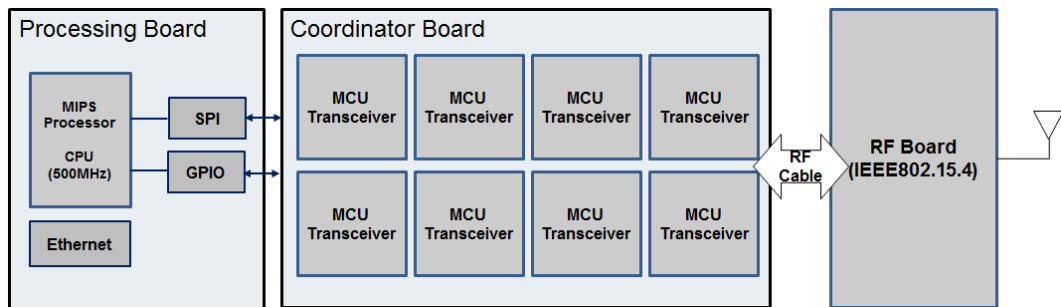 Processing Board
MIPS
Processor
CPU
(500MHz)
SPI
GPIO
Ethernet
Coordinator Board
MCU
Transceiver
MCU
Transceiver
MCU
Transceiver
MCU
Transceiver
MCU
Transceiver
MCU
Transceiver
MCU
Transceiver
MCU
Transceiver
RF
Cable
RF Board
(IEEE802.15.4)